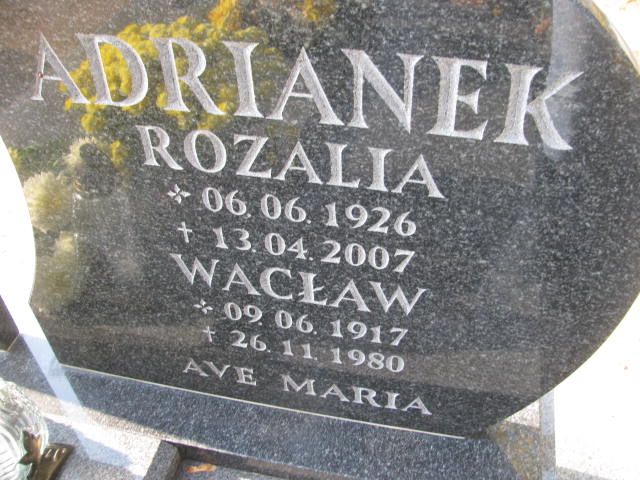 ADRIANEK
ROZALIA
✢ 06.06.1926
† 13.04.2007
WACŁAW
✢ 09.06.1917
† 26.11.1980
AVE MARIA